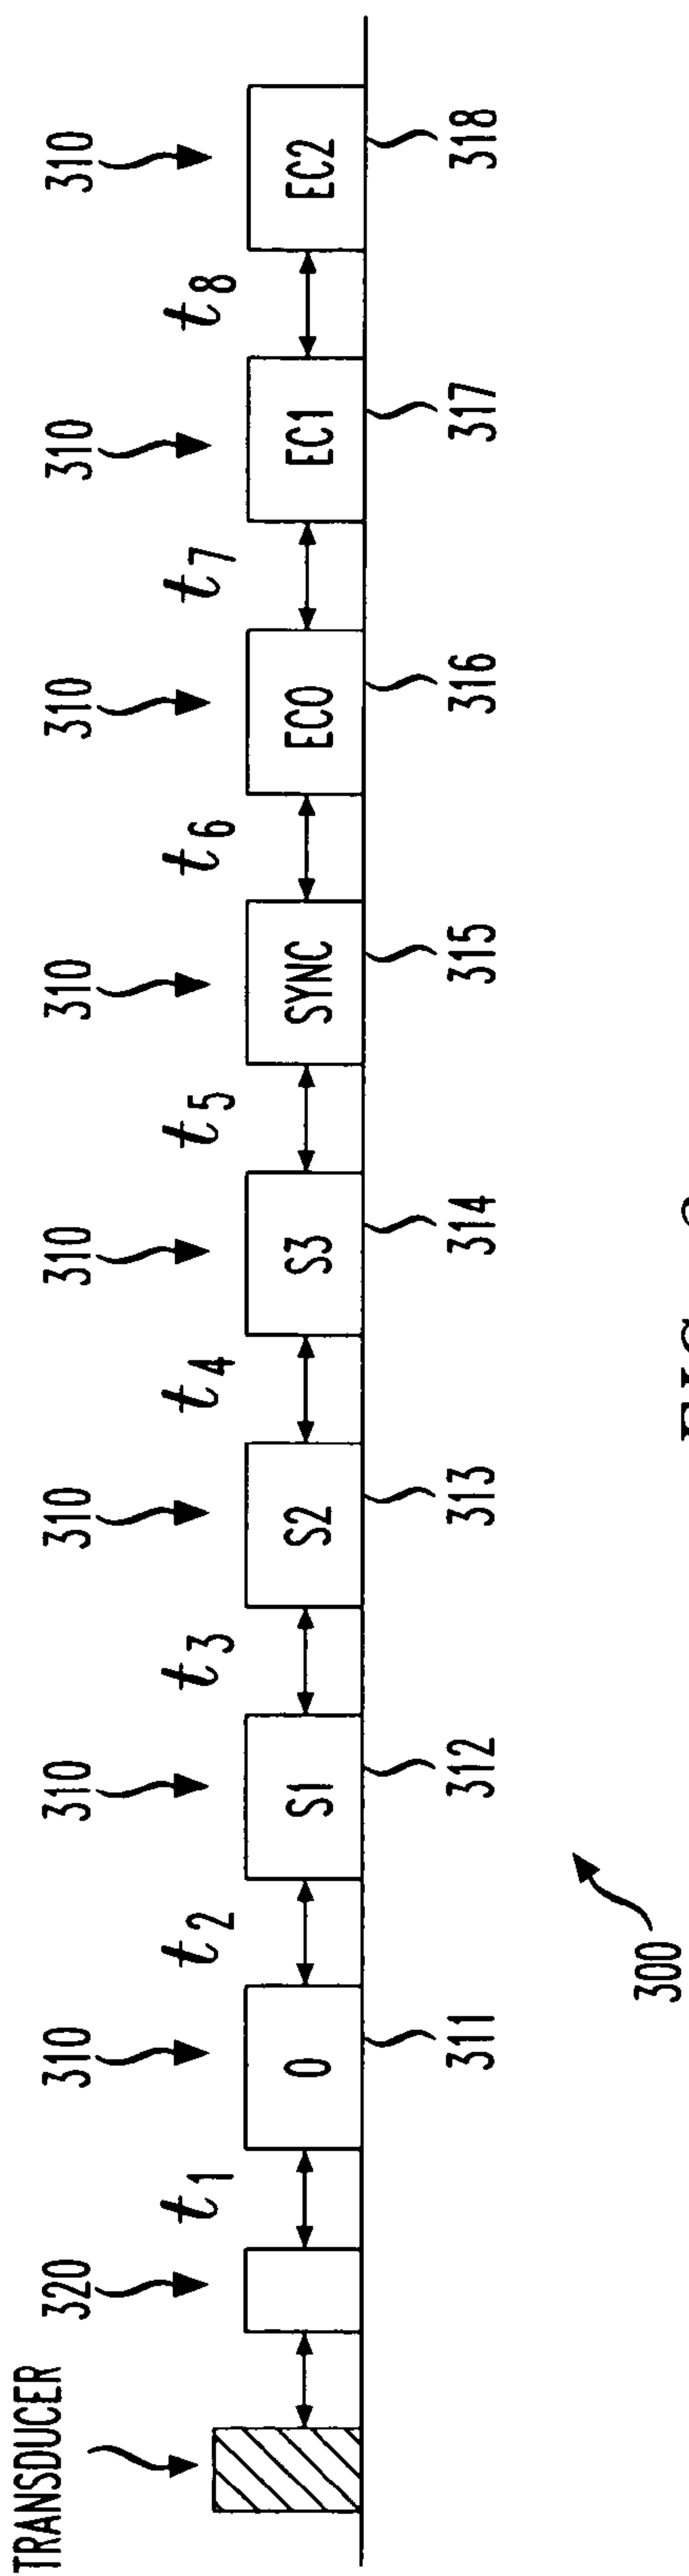 TRANSDUCER 320 310 310 310 310 310 310 310 310
t1 t2 t3 t4 t5 t6 t7 t8
0 S1 S2 S3 SYNC EC0 EC1 EC2
311 312 313 314 315 316 317 318
300